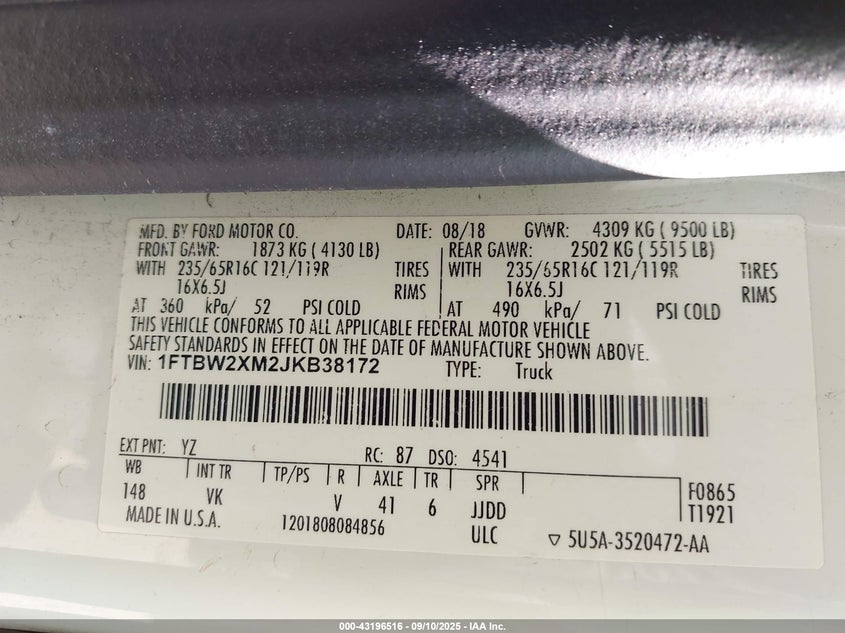 MFD. BY FORD MOTOR CO. DATE: 08/18 GVWR: 4309 KG ( 9500 LB)
FRONT GAWR: 1873 KG ( 4130 LB) REAR GAWR: 2502 KG ( 5515 LB)
WITH 235/65R16C 121/119R TIRES WITH 235/65R16C 121/119R TIRES
16X6.5J RIMS 16X6.5J RIMS
AT 360 kPa/ 52 PSI COLD AT 490 kPa/ 71 PSI COLD
THIS VEHICLE CONFORMS TO ALL APPLICABLE FEDERAL MOTOR VEHICLE
SAFETY STANDARDS IN EFFECT ON THE DATE OF MANUFACTURE SHOWN ABOVE.
VIN: 1FTBW2XM2JKB38172 TYPE: Truck
EXT PNT: YZ RC: 87 DSO: 4541
WB INT TR TP/PS R AXLE TR SPR
148 VK V 41 6 JJDD
F0865
T1921
MADE IN U.S.A. 1201808084856 ULC ▽ 5U5A-3520472-AA
000-43196516 - 09/10/2025 - IAA Inc.